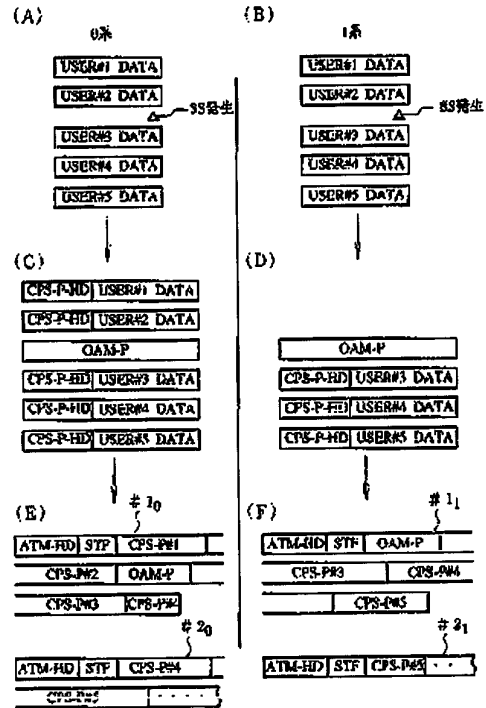 (A)
0系
USER#1 DATA
USER#2 DATA
SS発生
USER#3 DATA
USER#4 DATA
USER#5 DATA
(B)
1系
USER#1 DATA
USER#2 DATA
SS発生
USER#3 DATA
USER#4 DATA
USER#5 DATA
(C)
CPS-P-HD USER#1 DATA
CPS-P-HD USER#2 DATA
OAM-P
CPS-P-HD USER#3 DATA
CPS-P-HD USER#4 DATA
CPS-P-HD USER#5 DATA
(D)
OAM-P
CPS-P-HD USER#3 DATA
CPS-P-HD USER#4 DATA
CPS-P-HD USER#5 DATA
(E)
# 1₀
ATM-HD STF CPS-P#1
CPS-P#2 OAM-P
CPS-P#3 CPS-P#4
# 2₀
ATM-HD STF CPS-P#4
CPS-P#5 ・・・・
(F)
# 1₁
ATM-HD STF OAM-P
CPS-P#3 CPS-P#4
CPS-P#5
# 2₁
ATM-HD STF CPS-P#5 ・・